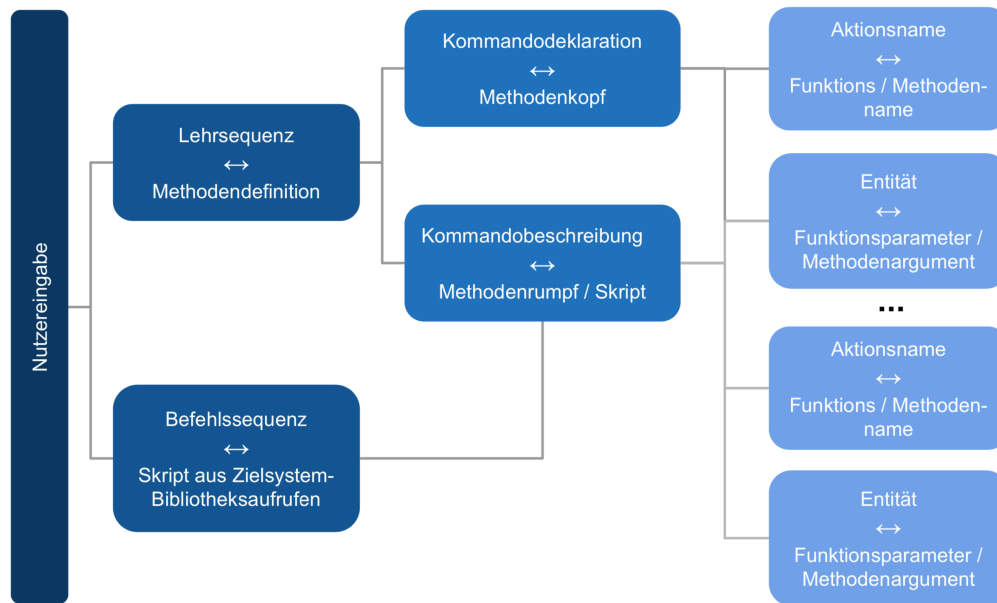 Nutzereingabe
Lehrsequenz
↔
Methodendefinition
Befehlssequenz
↔
Skript aus Zielsystem-
Bibliotheksaufrufen
Kommandodeklaration
↔
Methodenkopf
Kommandobeschreibung
↔
Methodenrumpf / Skript
Aktionsname
↔
Funktions / Methoden-
name
Entität
↔
Funktionsparameter /
Methodenargument
...
Aktionsname
↔
Funktions / Methoden-
name
Entität
↔
Funktionsparameter /
Methodenargument